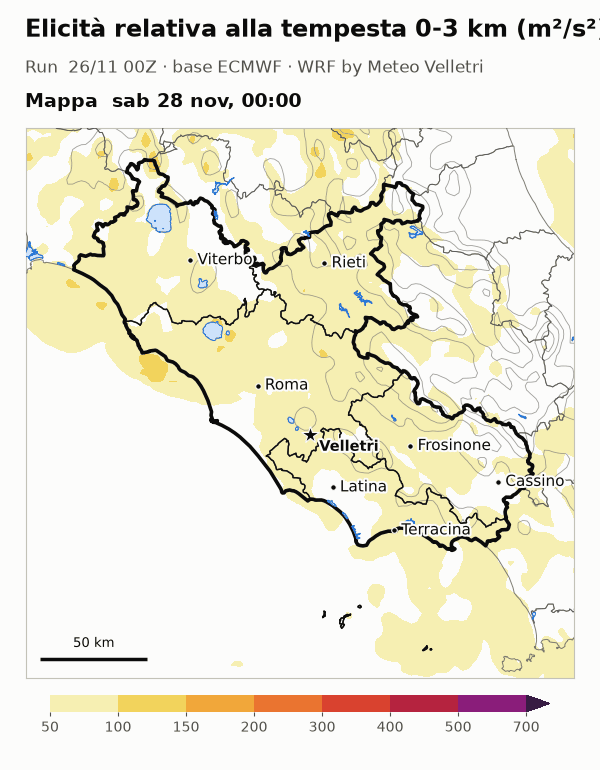 Elicità relativa alla tempesta 0-3 km (m²/s²)
Run  26/11 00Z · base ECMWF · WRF by Meteo Velletri
Mappa  sab 28 nov, 00:00
Viterbo
Rieti
Roma
Velletri
Frosinone
Latina
Cassino
Terracina
50 km
50 100 150 200 300 400 500 700